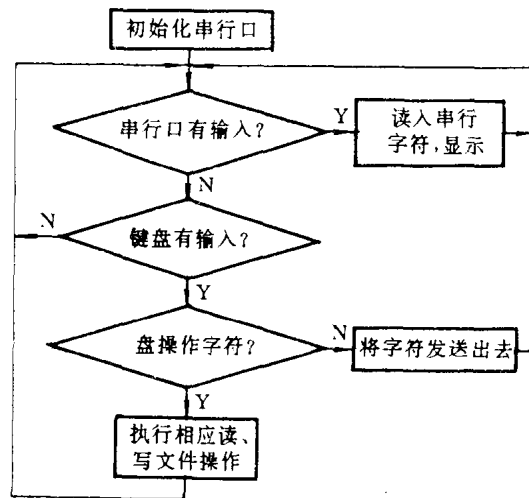 初始化串行口
串行口有输入?
Y
读入串行
字符,显示
N
N
键盘有输入?
Y
盘操作字符?
N
将字符发送出去
Y
执行相应读、
写文件操作